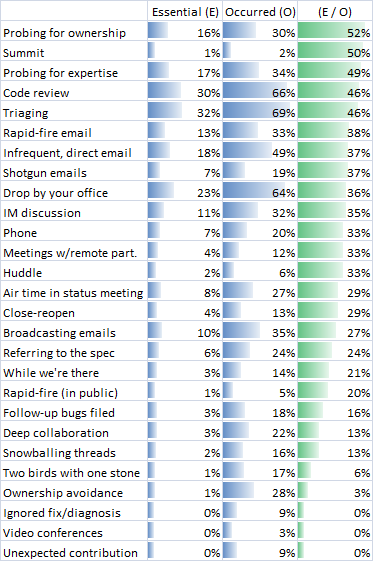 Essential (E) Occurred (O) (E / O)
Probing for ownership 16% 30% 52%
Summit 1% 2% 50%
Probing for expertise 17% 34% 49%
Code review 30% 66% 46%
Triaging 32% 69% 46%
Rapid-fire email 13% 33% 38%
Infrequent, direct email 18% 49% 37%
Shotgun emails 7% 19% 37%
Drop by your office 23% 64% 36%
IM discussion 11% 32% 35%
Phone 7% 20% 33%
Meetings w/remote part. 4% 12% 33%
Huddle 2% 6% 33%
Air time in status meeting 8% 27% 29%
Close-reopen 4% 13% 29%
Broadcasting emails 10% 35% 27%
Referring to the spec 6% 24% 24%
While we're there 3% 14% 21%
Rapid-fire (in public) 1% 5% 20%
Follow-up bugs filed 3% 18% 16%
Deep collaboration 3% 22% 13%
Snowballing threads 2% 16% 13%
Two birds with one stone 1% 17% 6%
Ownership avoidance 1% 28% 3%
Ignored fix/diagnosis 0% 9% 0%
Video conferences 0% 3% 0%
Unexpected contribution 0% 9% 0%